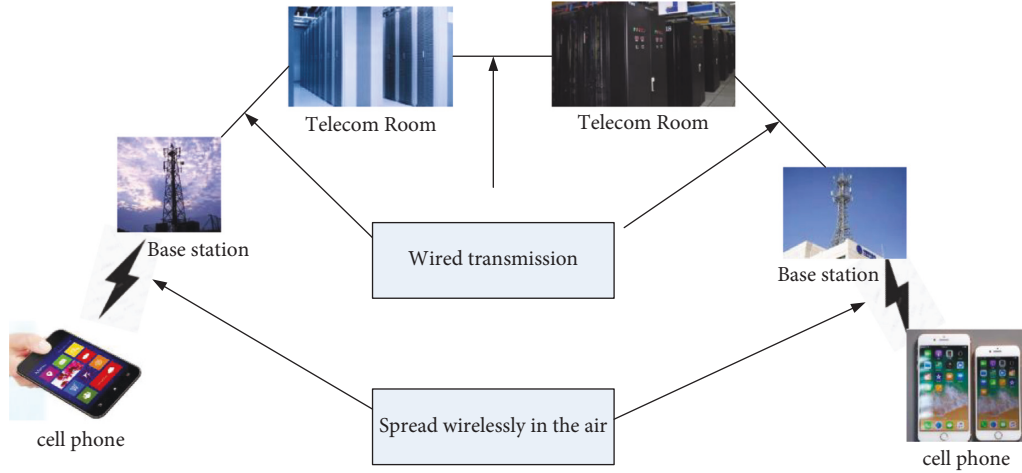 Telecom Room
Telecom Room
Base station
Wired transmission
Base station
cell phone
Spread wirelessly in the air
cell phone